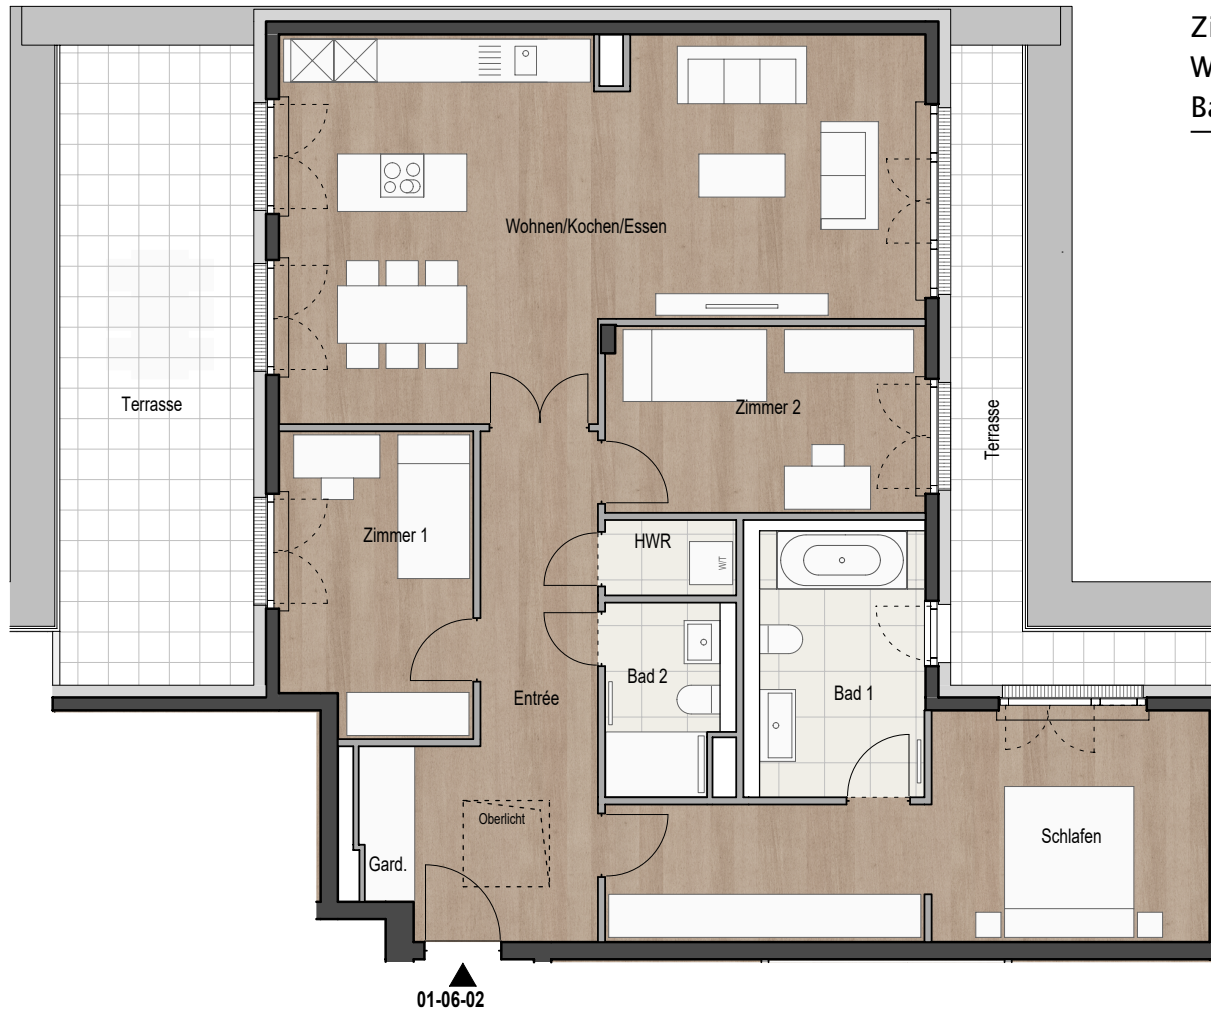 Wohnen/Kochen/Essen
Terrasse
Zimmer 2
Terrasse
Zimmer 1
HWR
W/T
Bad 2
Bad 1
Entrée
Oberlicht
Schlafen
Gard.
01-06-02